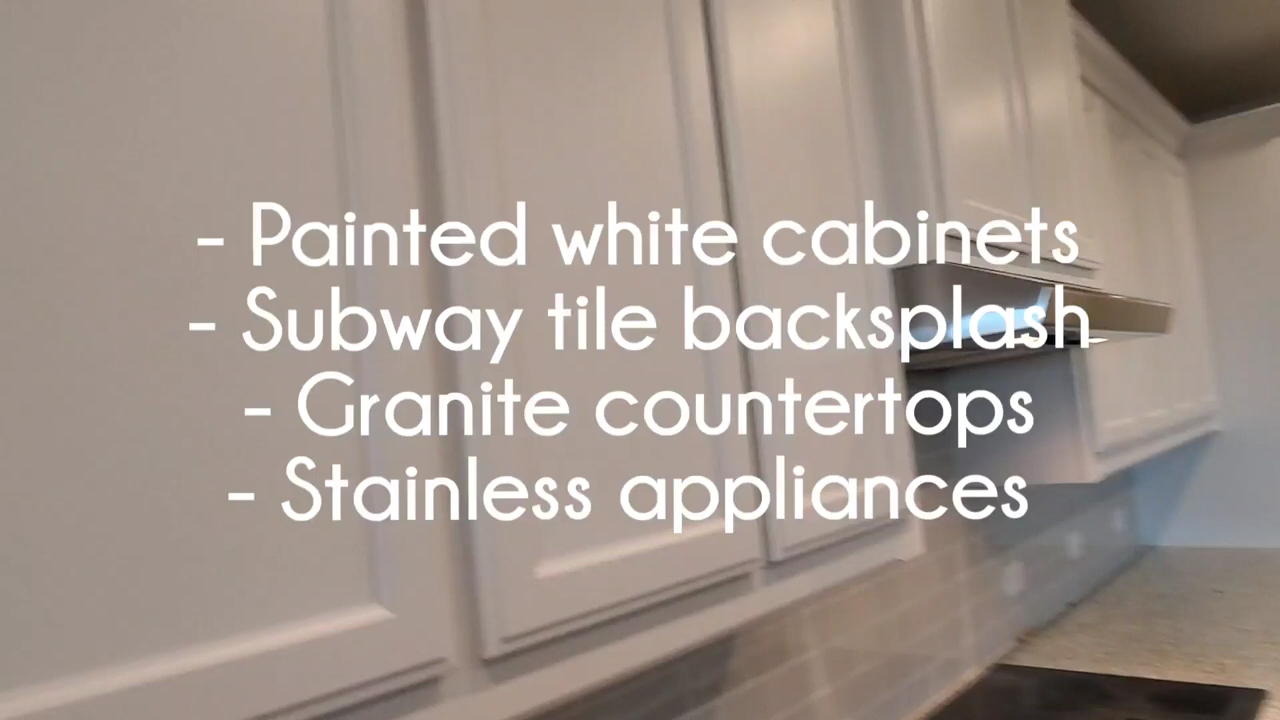 - Painted white cabinets
- Subway tile backsplash
- Granite countertops
- Stainless appliances